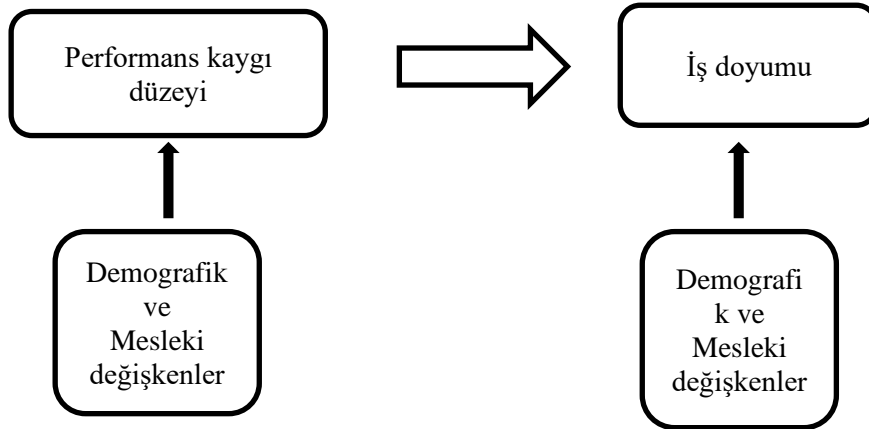 Performans kaygı
düzeyi
İş doyumu
Demografik
ve
Mesleki
değişkenler
Demografi
k ve
Mesleki
değişkenler